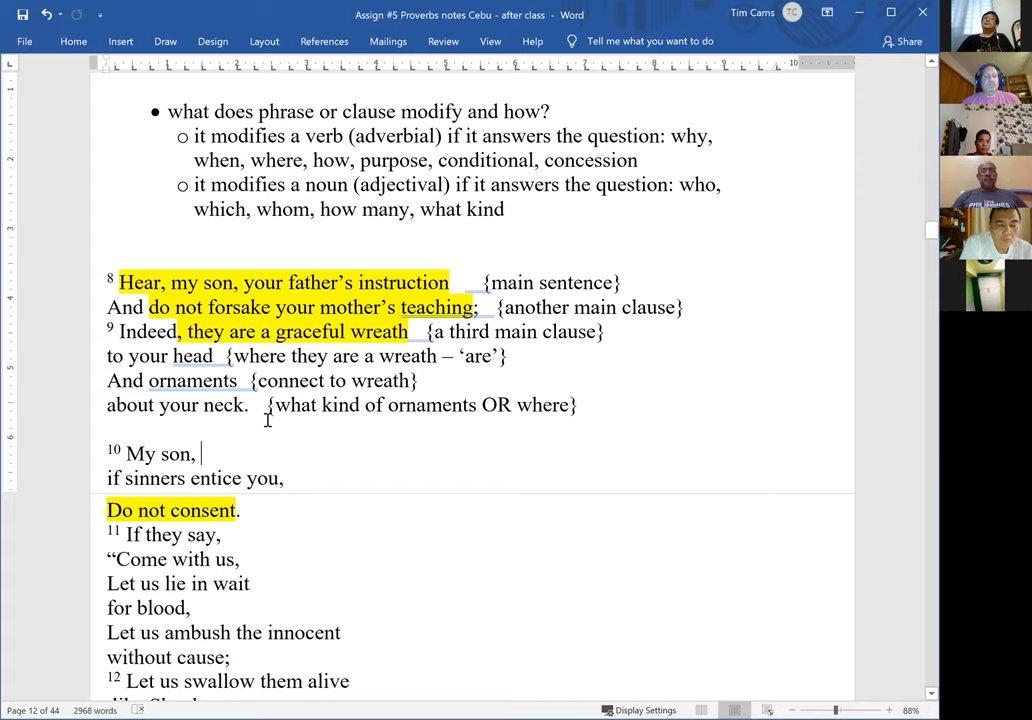 Assign #5 Proverbs notes Cebu - after class - Word
Tim Carns TC
File Home Insert Draw Design Layout References Mailings Review View Help Tell me what you want to do Share
• what does phrase or clause modify and how?
o it modifies a verb (adverbial) if it answers the question: why,
when, where, how, purpose, conditional, concession
o it modifies a noun (adjectival) if it answers the question: who,
which, whom, how many, what kind
8 Hear, my son, your father’s instruction {main sentence}
And do not forsake your mother’s teaching; {another main clause}
9 Indeed, they are a graceful wreath {a third main clause}
to your head {where they are a wreath – ‘are’}
And ornaments {connect to wreath}
about your neck. {what kind of ornaments OR where}
10 My son,
if sinners entice you,
Do not consent.
11 If they say,
“Come with us,
Let us lie in wait
for blood,
Let us ambush the innocent
without cause;
12 Let us swallow them alive
Page 12 of 44 2968 words Display Settings 88%